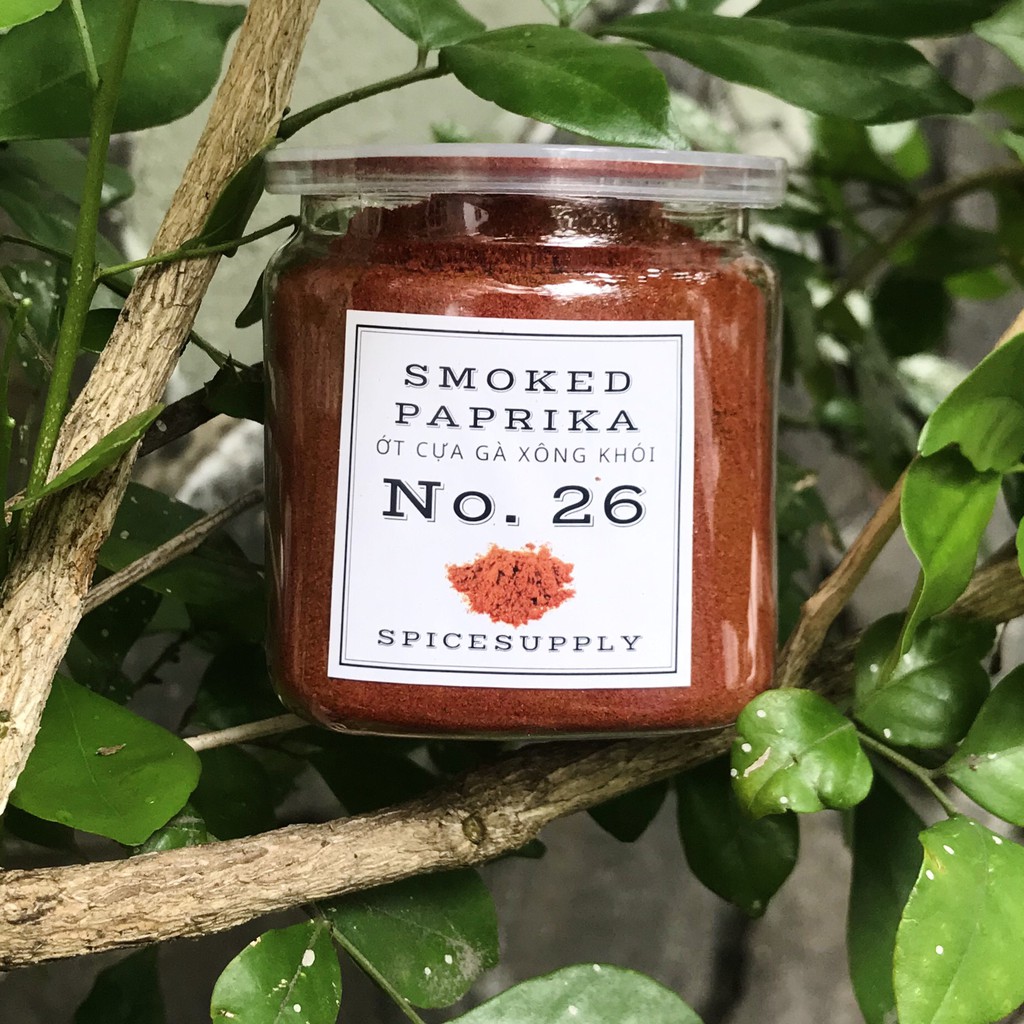 SMOKED
PAPRIKA
ỚT CỰA GÀ XÔNG KHÓI
No. 26
SPICESUPPLY